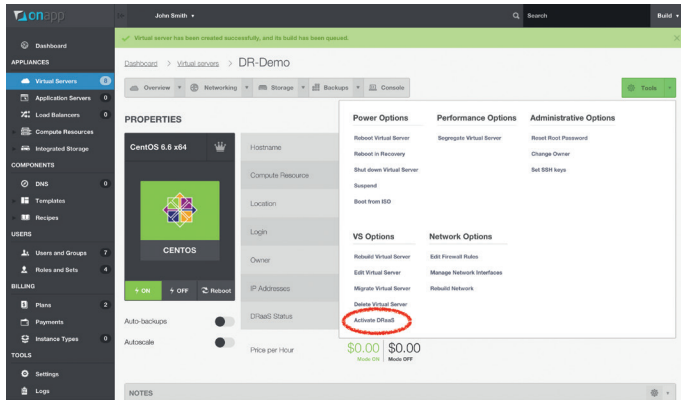 onapp
John Smith
Search
Build
Virtual server has been created successfully, and its build has been queued.
Dashboard
APPLIANCES
Virtual Servers 0
Application Servers 0
Load Balancers 0
Compute Resources
Integrated Storage
COMPONENTS
DNS 0
Templates
Recipes
USERS
Users and Groups 7
Roles and Sets 4
BILLING
Plans 2
Payments
Instance Types 0
TOOLS
Settings
Logs
Dashboard > Virtual servers > DR-Demo
Overview Networking Storage Backups Console
Tools
PROPERTIES
CentOS 6.6 x64
CENTOS
ON OFF Reboot
Auto-backups
Autoscale
Hostname
Compute Resource
Location
Login
Owner
IP Addresses
DRaaS Status
Price per Hour
$0.00 $0.00
Mode ON Mode OFF
Power Options
Reboot Virtual Server
Reboot in Recovery
Shut down Virtual Server
Suspend
Boot from ISO
Performance Options
Segregate Virtual Server
Administrative Options
Reset Root Password
Change Owner
Set SSH keys
VS Options
Rebuild Virtual Server
Edit Virtual Server
Migrate Virtual Server
Delete Virtual Server
Activate DRaaS
Network Options
Edit Firewall Rules
Manage Network Interfaces
Rebuild Network
NOTES